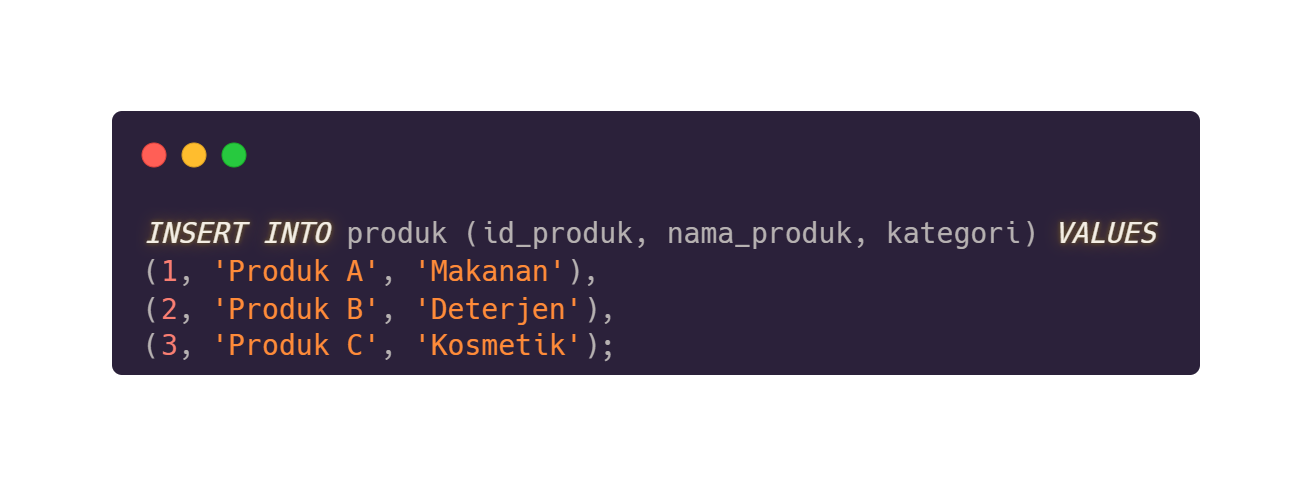 INSERT INTO produk (id_produk, nama_produk, kategori) VALUES
(1, 'Produk A', 'Makanan'),
(2, 'Produk B', 'Deterjen'),
(3, 'Produk C', 'Kosmetik');